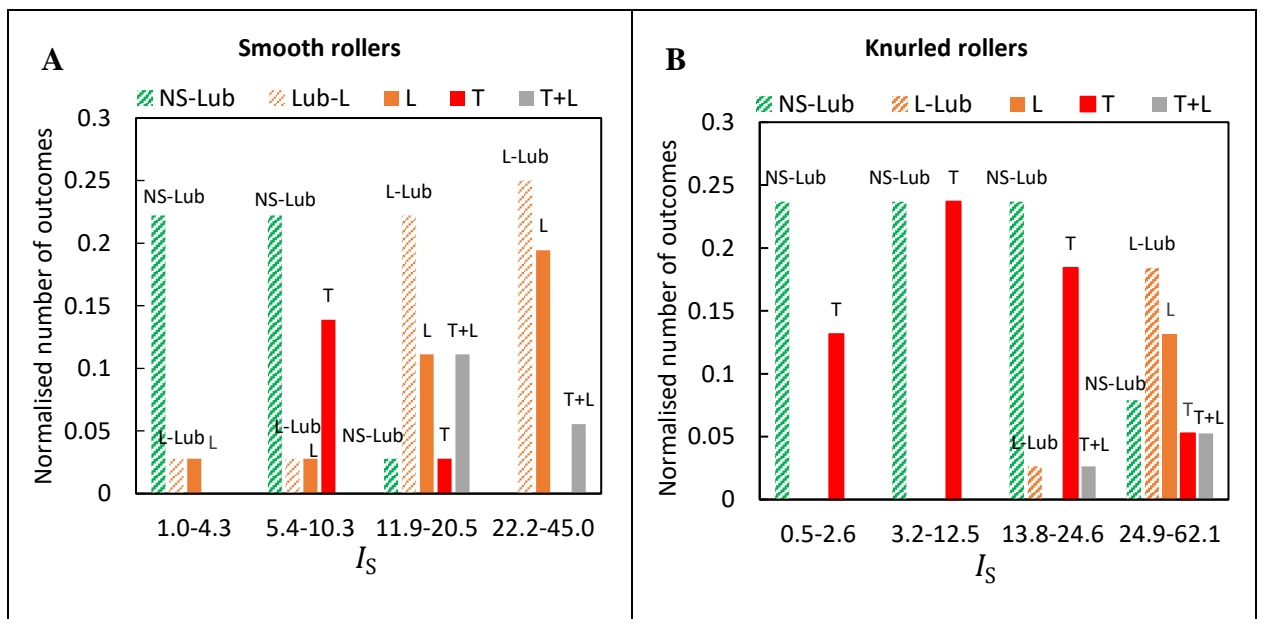 A
Smooth rollers
NS-Lub Lub-L L T T+L
Normalised number of outcomes
0.3
0.25
0.2
0.15
0.1
0.05
0
NS-Lub
L-Lub
L
NS-Lub
L-Lub
L
T
NS-Lub
L-Lub
L
T
T+L
L-Lub
L
T+L
1.0-4.3 5.4-10.3 11.9-20.5 22.2-45.0
I_S
B
Knurled rollers
NS-Lub L-Lub L T T+L
Normalised number of outcomes
0.3
0.25
0.2
0.15
0.1
0.05
0
NS-Lub
T
NS-Lub
T
NS-Lub
L-Lub
T
T+L
NS-Lub
L-Lub
L
T
T+L
0.5-2.6 3.2-12.5 13.8-24.6 24.9-62.1
I_S